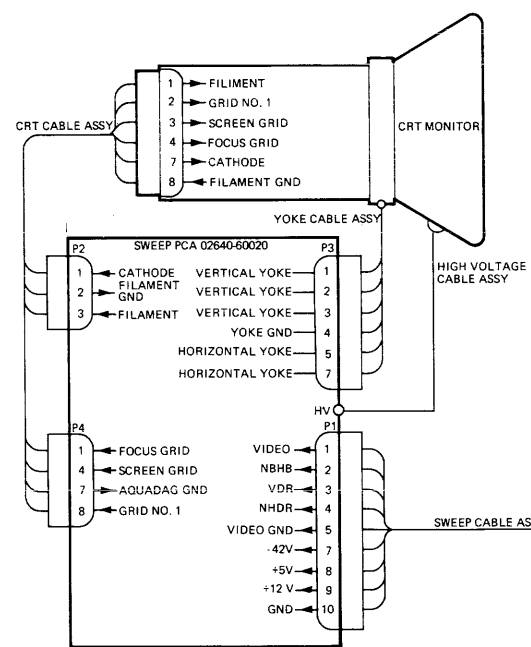 1 FILIMENT
2 GRID NO. 1
3 SCREEN GRID
4 FOCUS GRID
7 CATHODE
8 FILAMENT GND
CRT CABLE ASSY
CRT MONITOR
YOKE CABLE ASSY
HIGH VOLTAGE
CABLE ASSY
SWEEP PCA 02640-60020
P2
1 CATHODE
2 FILAMENT
GND
3 FILAMENT
P3
VERTICAL YOKE 1
VERTICAL YOKE 2
VERTICAL YOKE 3
YOKE GND 4
HORIZONTAL YOKE 5
HORIZONTAL YOKE 7
HV
P4
1 FOCUS GRID
4 SCREEN GRID
7 AQUADAG GND
8 GRID NO. 1
P1
VIDEO 1
NBHB 2
VDR 3
NHDR 4
VIDEO GND 5
-42V 7
+5V 8
+12 V 9
GND 10
SWEEP CABLE AS